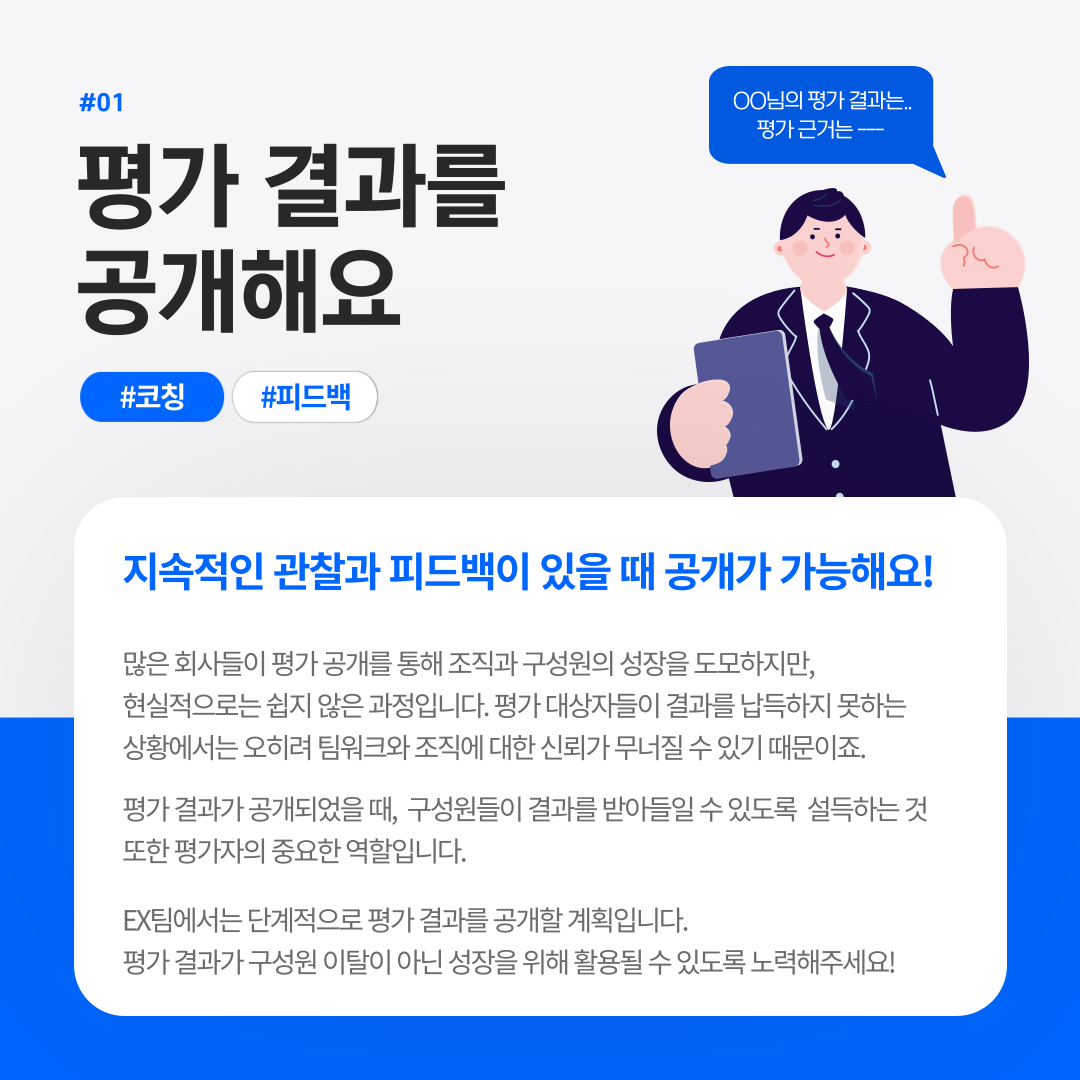 #01
평가 결과를
공개해요
#코칭 #피드백
OO님의 평가 결과는..
평가 근거는 ---
지속적인 관찰과 피드백이 있을 때 공개가 가능해요!
많은 회사들이 평가 공개를 통해 조직과 구성원의 성장을 도모하지만,
현실적으로는 쉽지 않은 과정입니다. 평가 대상자들이 결과를 납득하지 못하는
상황에서는 오히려 팀워크와 조직에 대한 신뢰가 무너질 수 있기 때문이죠.
평가 결과가 공개되었을 때, 구성원들이 결과를 받아들일 수 있도록 설득하는 것
또한 평가자의 중요한 역할입니다.
EX팀에서는 단계적으로 평가 결과를 공개할 계획입니다.
평가 결과가 구성원 이탈이 아닌 성장을 위해 활용될 수 있도록 노력해주세요!